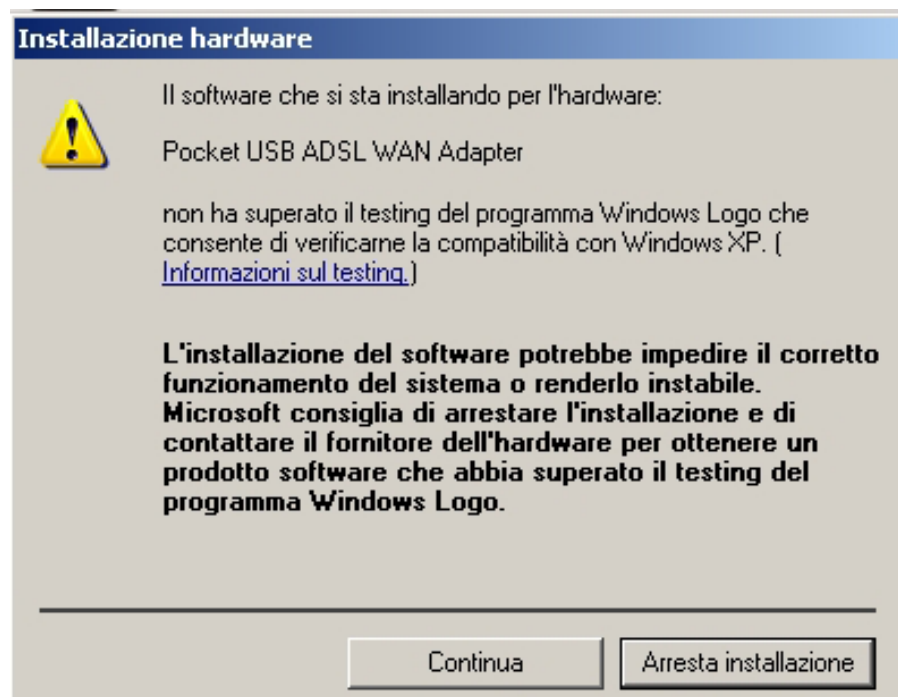 Installazione hardware
Il software che si sta installando per l'hardware:
Pocket USB ADSL WAN Adapter
non ha superato il testing del programma Windows Logo che
consente di verificarne la compatibilità con Windows XP. (
Informazioni sul testing.)
L'installazione del software potrebbe impedire il corretto
funzionamento del sistema o renderlo instabile.
Microsoft consiglia di arrestare l'installazione e di
contattare il fornitore dell'hardware per ottenere un
prodotto software che abbia superato il testing del
programma Windows Logo.
Continua
Arresta installazione